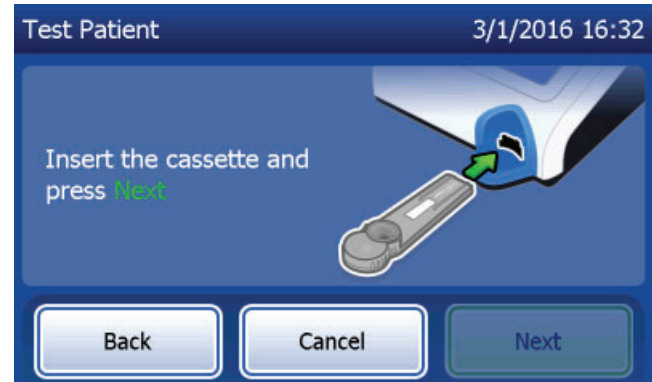 Test Patient 3/1/2016 16:32
Insert the cassette and
press Next
Back Cancel Next